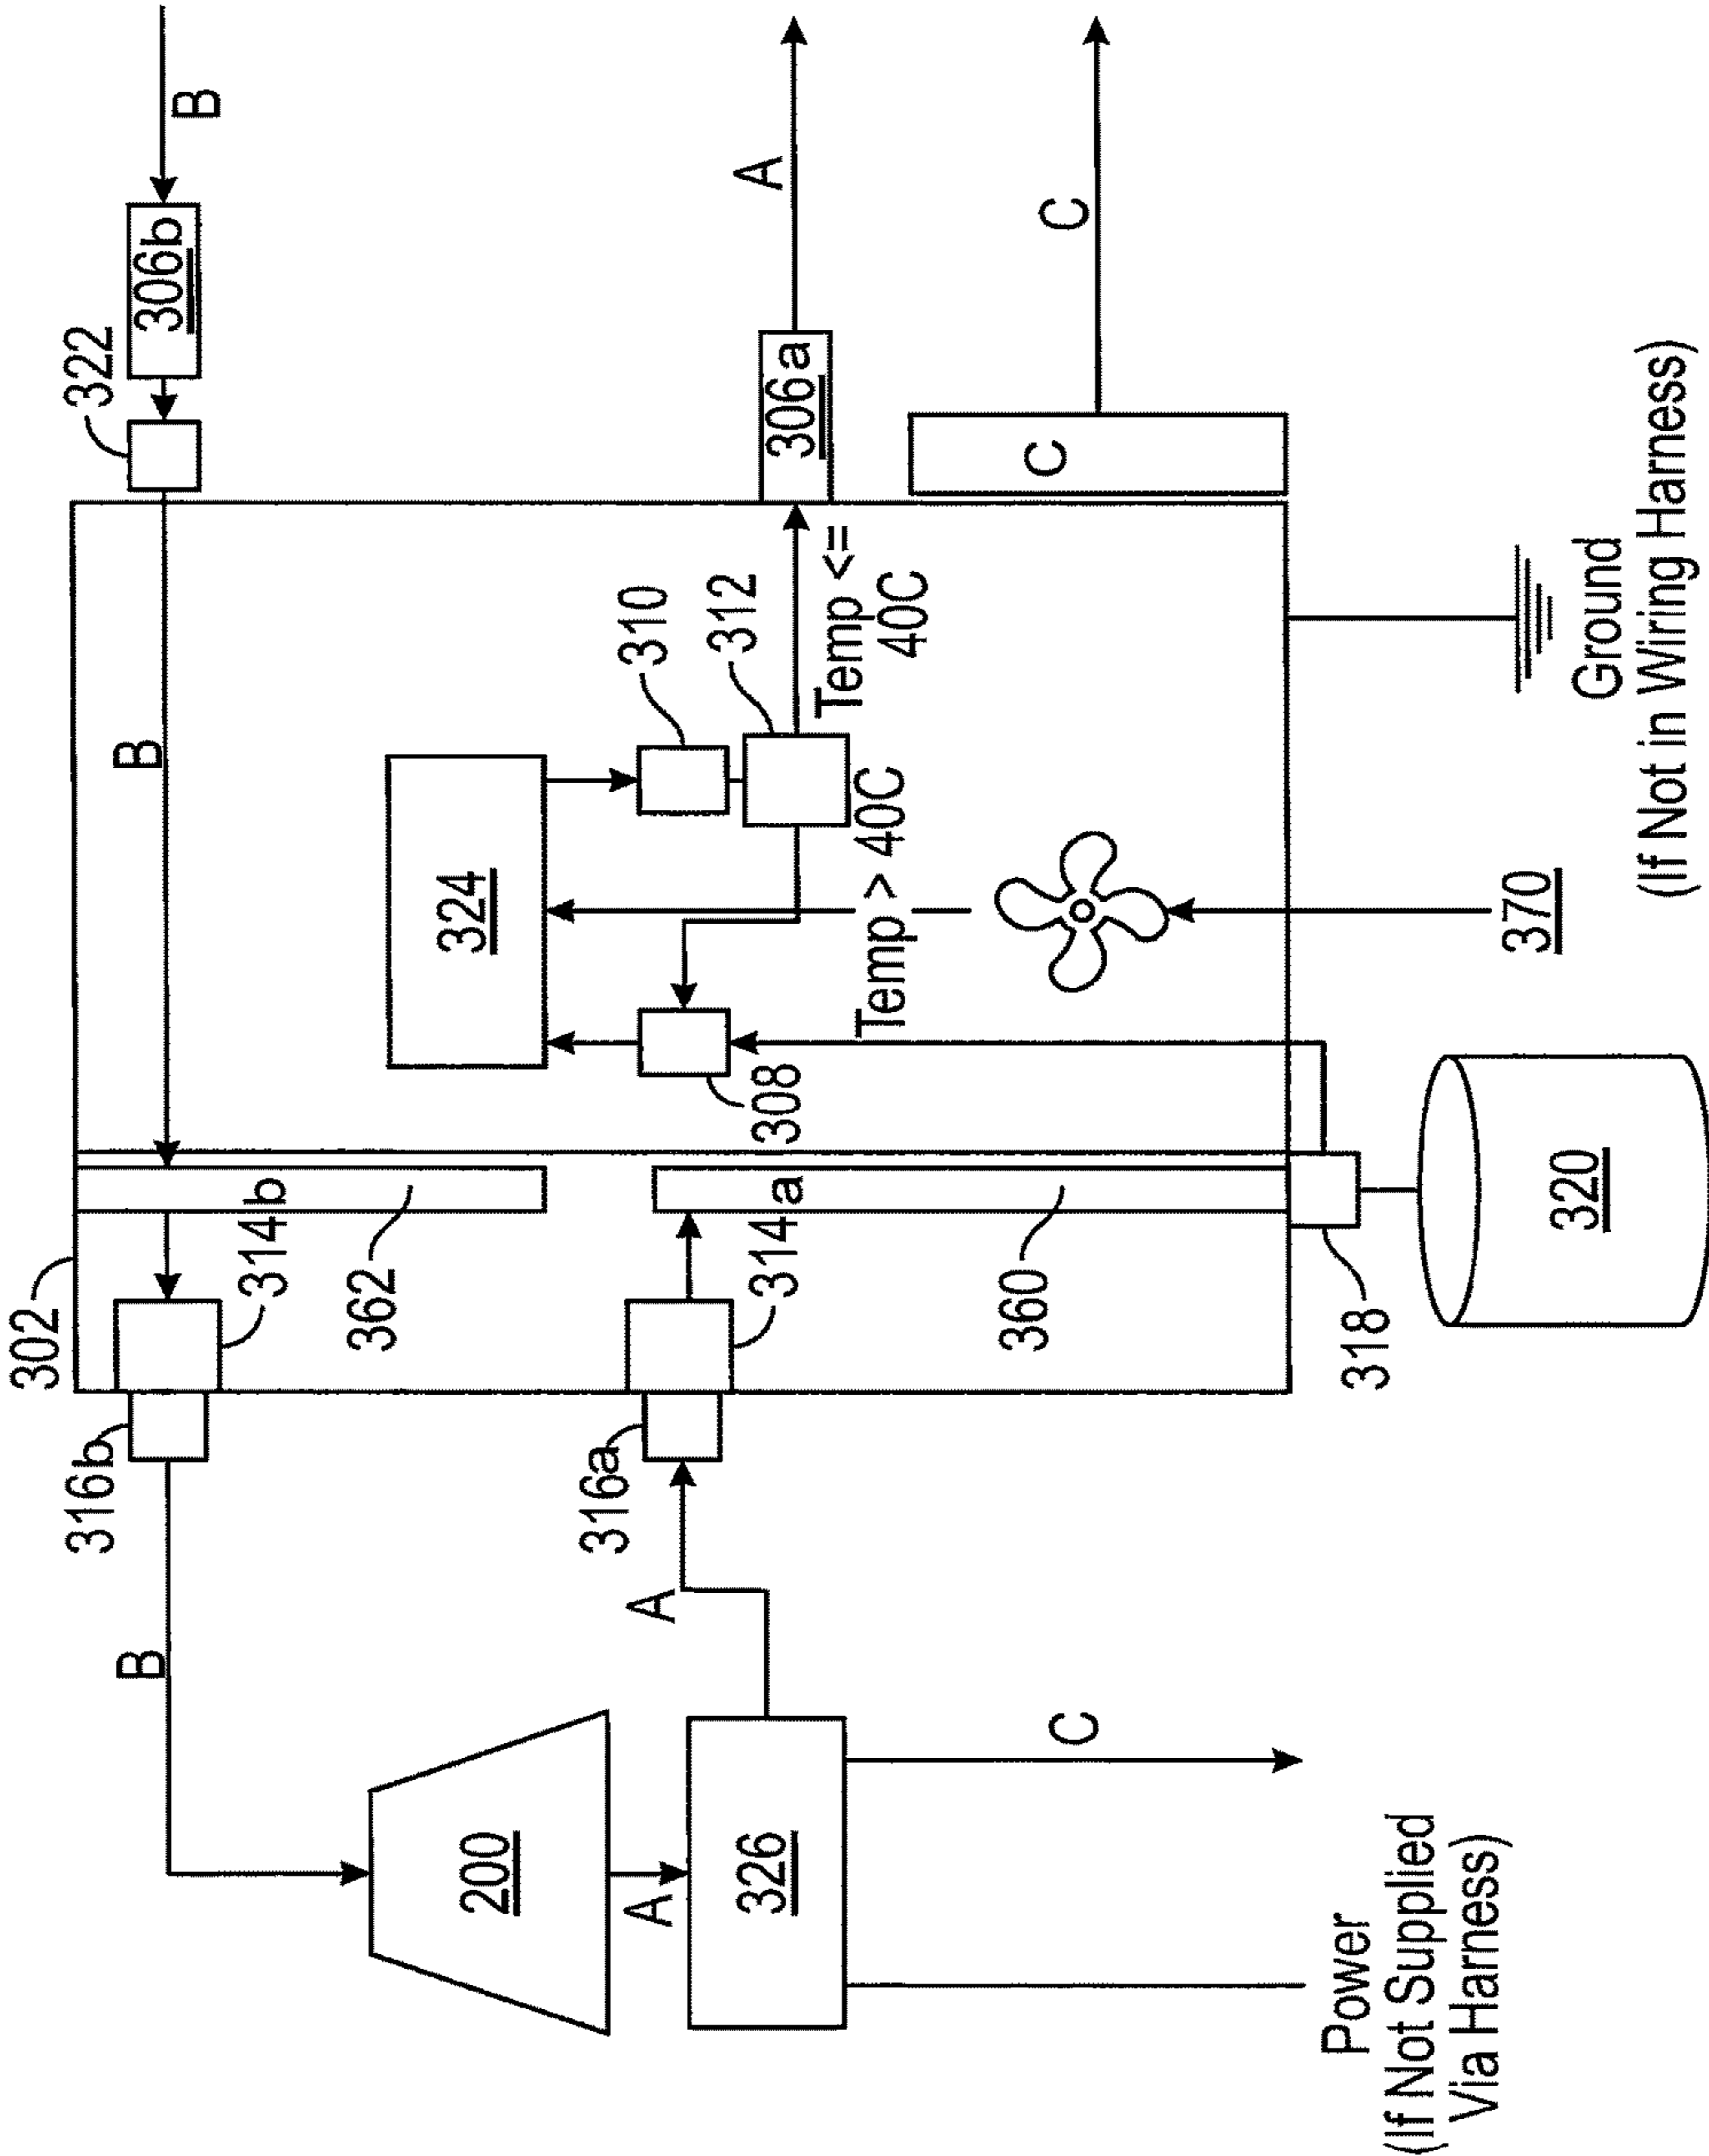 302
316b
322
B
B
306b
B
314b
362
200
324
316a
A
A
310
312
326
314a
308
306a
A
Temp <=
40C
Temp > 40C
360
C
C
C
Power
(If Not Supplied
Via Harness)
318
320
370
Ground
(If Not in Wiring Harness)